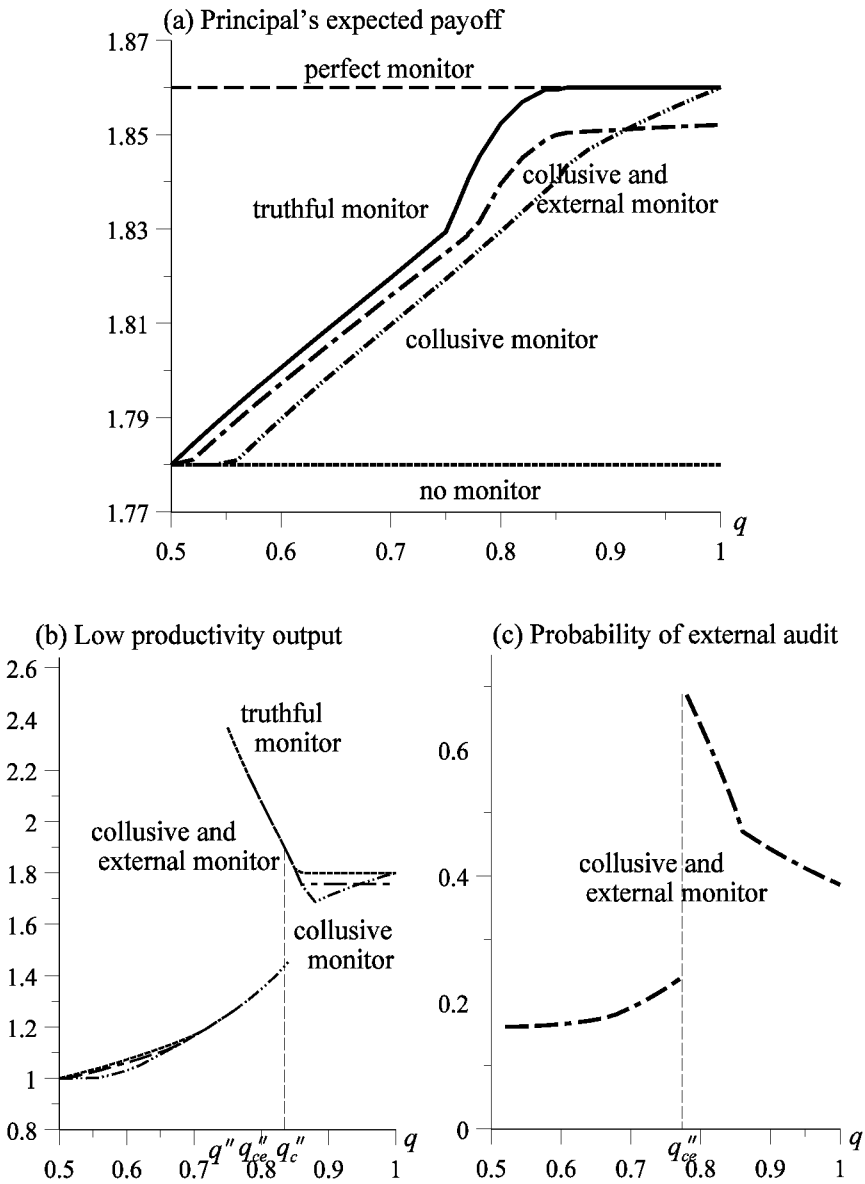 (a) Principal's expected payoff
1.87
perfect monitor
1.85
collusive and
external monitor
truthful monitor
1.83
1.81
collusive monitor
1.79
no monitor
1.77
q
0.5 0.6 0.7 0.8 0.9 1
(b) Low productivity output
2.6
truthful
monitor
2.4
2.2
2
collusive and
external monitor
1.8
collusive
monitor
1.6
1.4
1.2
1
0.8
q″ q″ce q″c q
0.5 0.6 0.7 0.8 0.9 1
(c) Probability of external audit
0.6
collusive and
external monitor
0.4
0.2
0
q″ce q
0.5 0.6 0.7 0.8 0.9 1